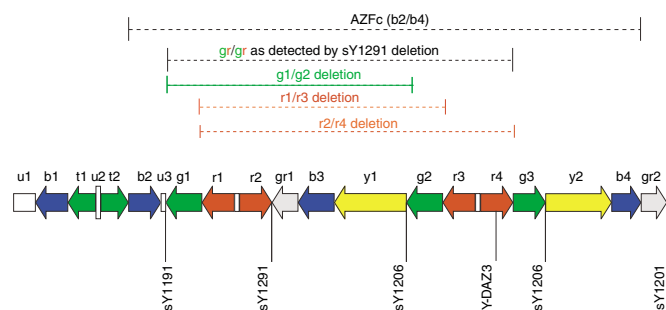 AZFc (b2/b4)
gr/gr as detected by sY1291 deletion
g1/g2 deletion
r1/r3 deletion
r2/r4 deletion
u1 b1 t1 u2 t2 b2 u3 g1 r1 r2 gr1 b3 y1 g2 r3 r4 g3 y2 b4 gr2
sY1191 sY1291 sY1206 Y-DAZ3 sY1206 sY1201